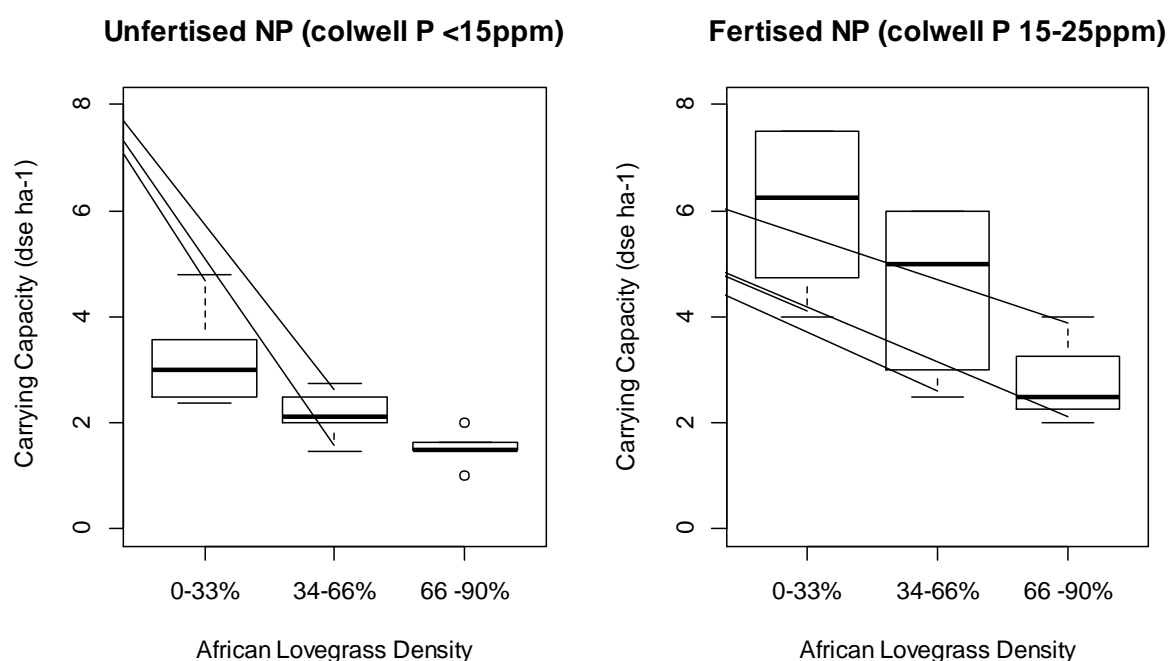 Unfertised NP (colwell P <15ppm)
Carrying Capacity (dse ha-1)
8
6
4
2
0
0-33% 34-66% 66 -90%
African Lovegrass Density
Fertised NP (colwell P 15-25ppm)
Carrying Capacity (dse ha-1)
8
6
4
2
0
0-33% 34-66% 66 -90%
African Lovegrass Density